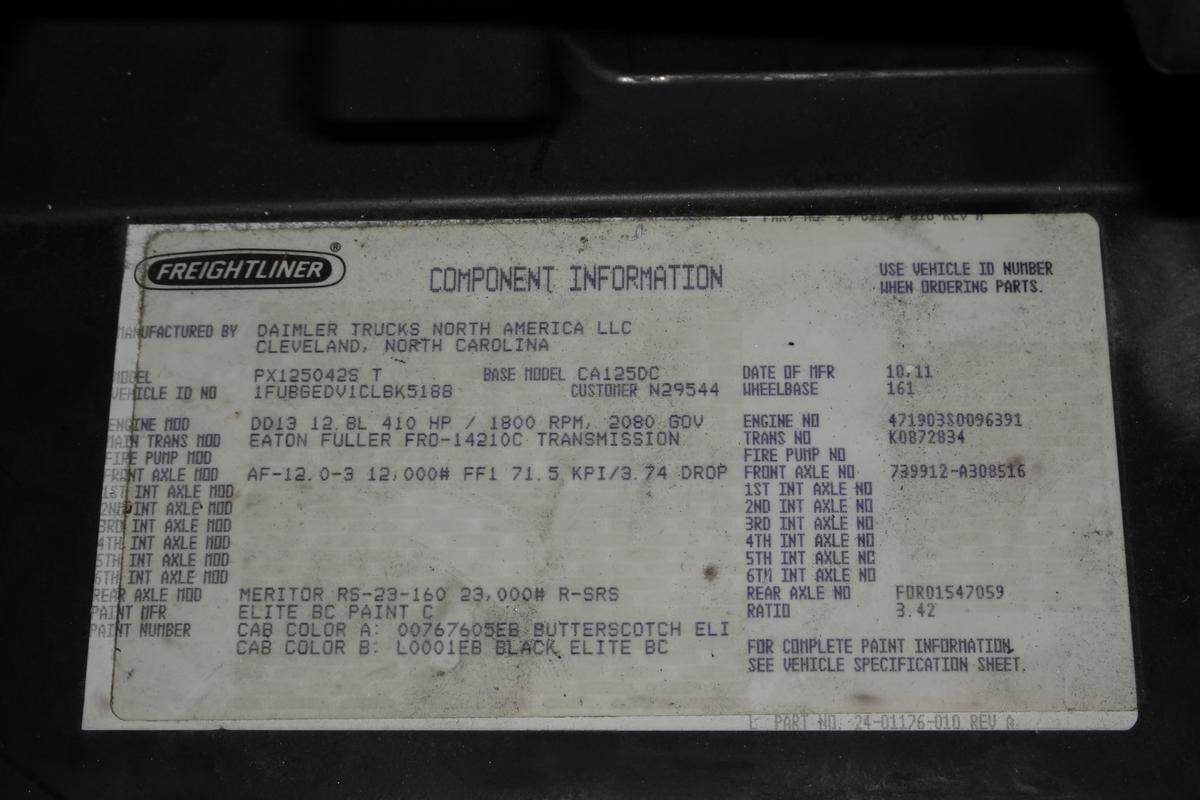 L PART NO. 24-01176-010 REV A
FREIGHTLINER®
COMPONENT INFORMATION
USE VEHICLE ID NUMBER
WHEN ORDERING PARTS.
MANUFACTURED BY DAIMLER TRUCKS NORTH AMERICA LLC
CLEVELAND, NORTH CAROLINA
MODEL PX125042S T BASE MODEL CA125DC DATE OF MFR 10.11
VEHICLE ID NO 1FUBGEDV1CLBK5188 CUSTOMER N29544 WHEELBASE 161
ENGINE MOD DD13 12.8L 410 HP / 1800 RPM, 2080 GOV ENGINE NO 471903S0096391
MAIN TRANS MOD EATON FULLER FRO-14210C TRANSMISSION TRANS NO K0872834
FIRE PUMP MOD FIRE PUMP NO
FRONT AXLE MOD AF-12.0-3 12,000# FF1 71.5 KPI/3.74 DROP FRONT AXLE NO 739912-A308516
1ST INT AXLE MOD 1ST INT AXLE NO
2ND INT AXLE MOD 2ND INT AXLE NO
3RD INT AXLE MOD 3RD INT AXLE NO
4TH INT AXLE MOD 4TH INT AXLE NO
5TH INT AXLE MOD 5TH INT AXLE NO
6TH INT AXLE MOD 6TH INT AXLE NO
REAR AXLE MOD MERITOR RS-23-160 23,000# R-SRS REAR AXLE NO FDR01547059
PAINT MFR ELITE BC PAINT C RATIO 3.42
PAINT NUMBER CAB COLOR A: 00767605EB BUTTERSCOTCH ELI
CAB COLOR B: L0001EB BLACK ELITE BC
FOR COMPLETE PAINT INFORMATION
SEE VEHICLE SPECIFICATION SHEET.
L PART NO. 24-01176-010 REV A